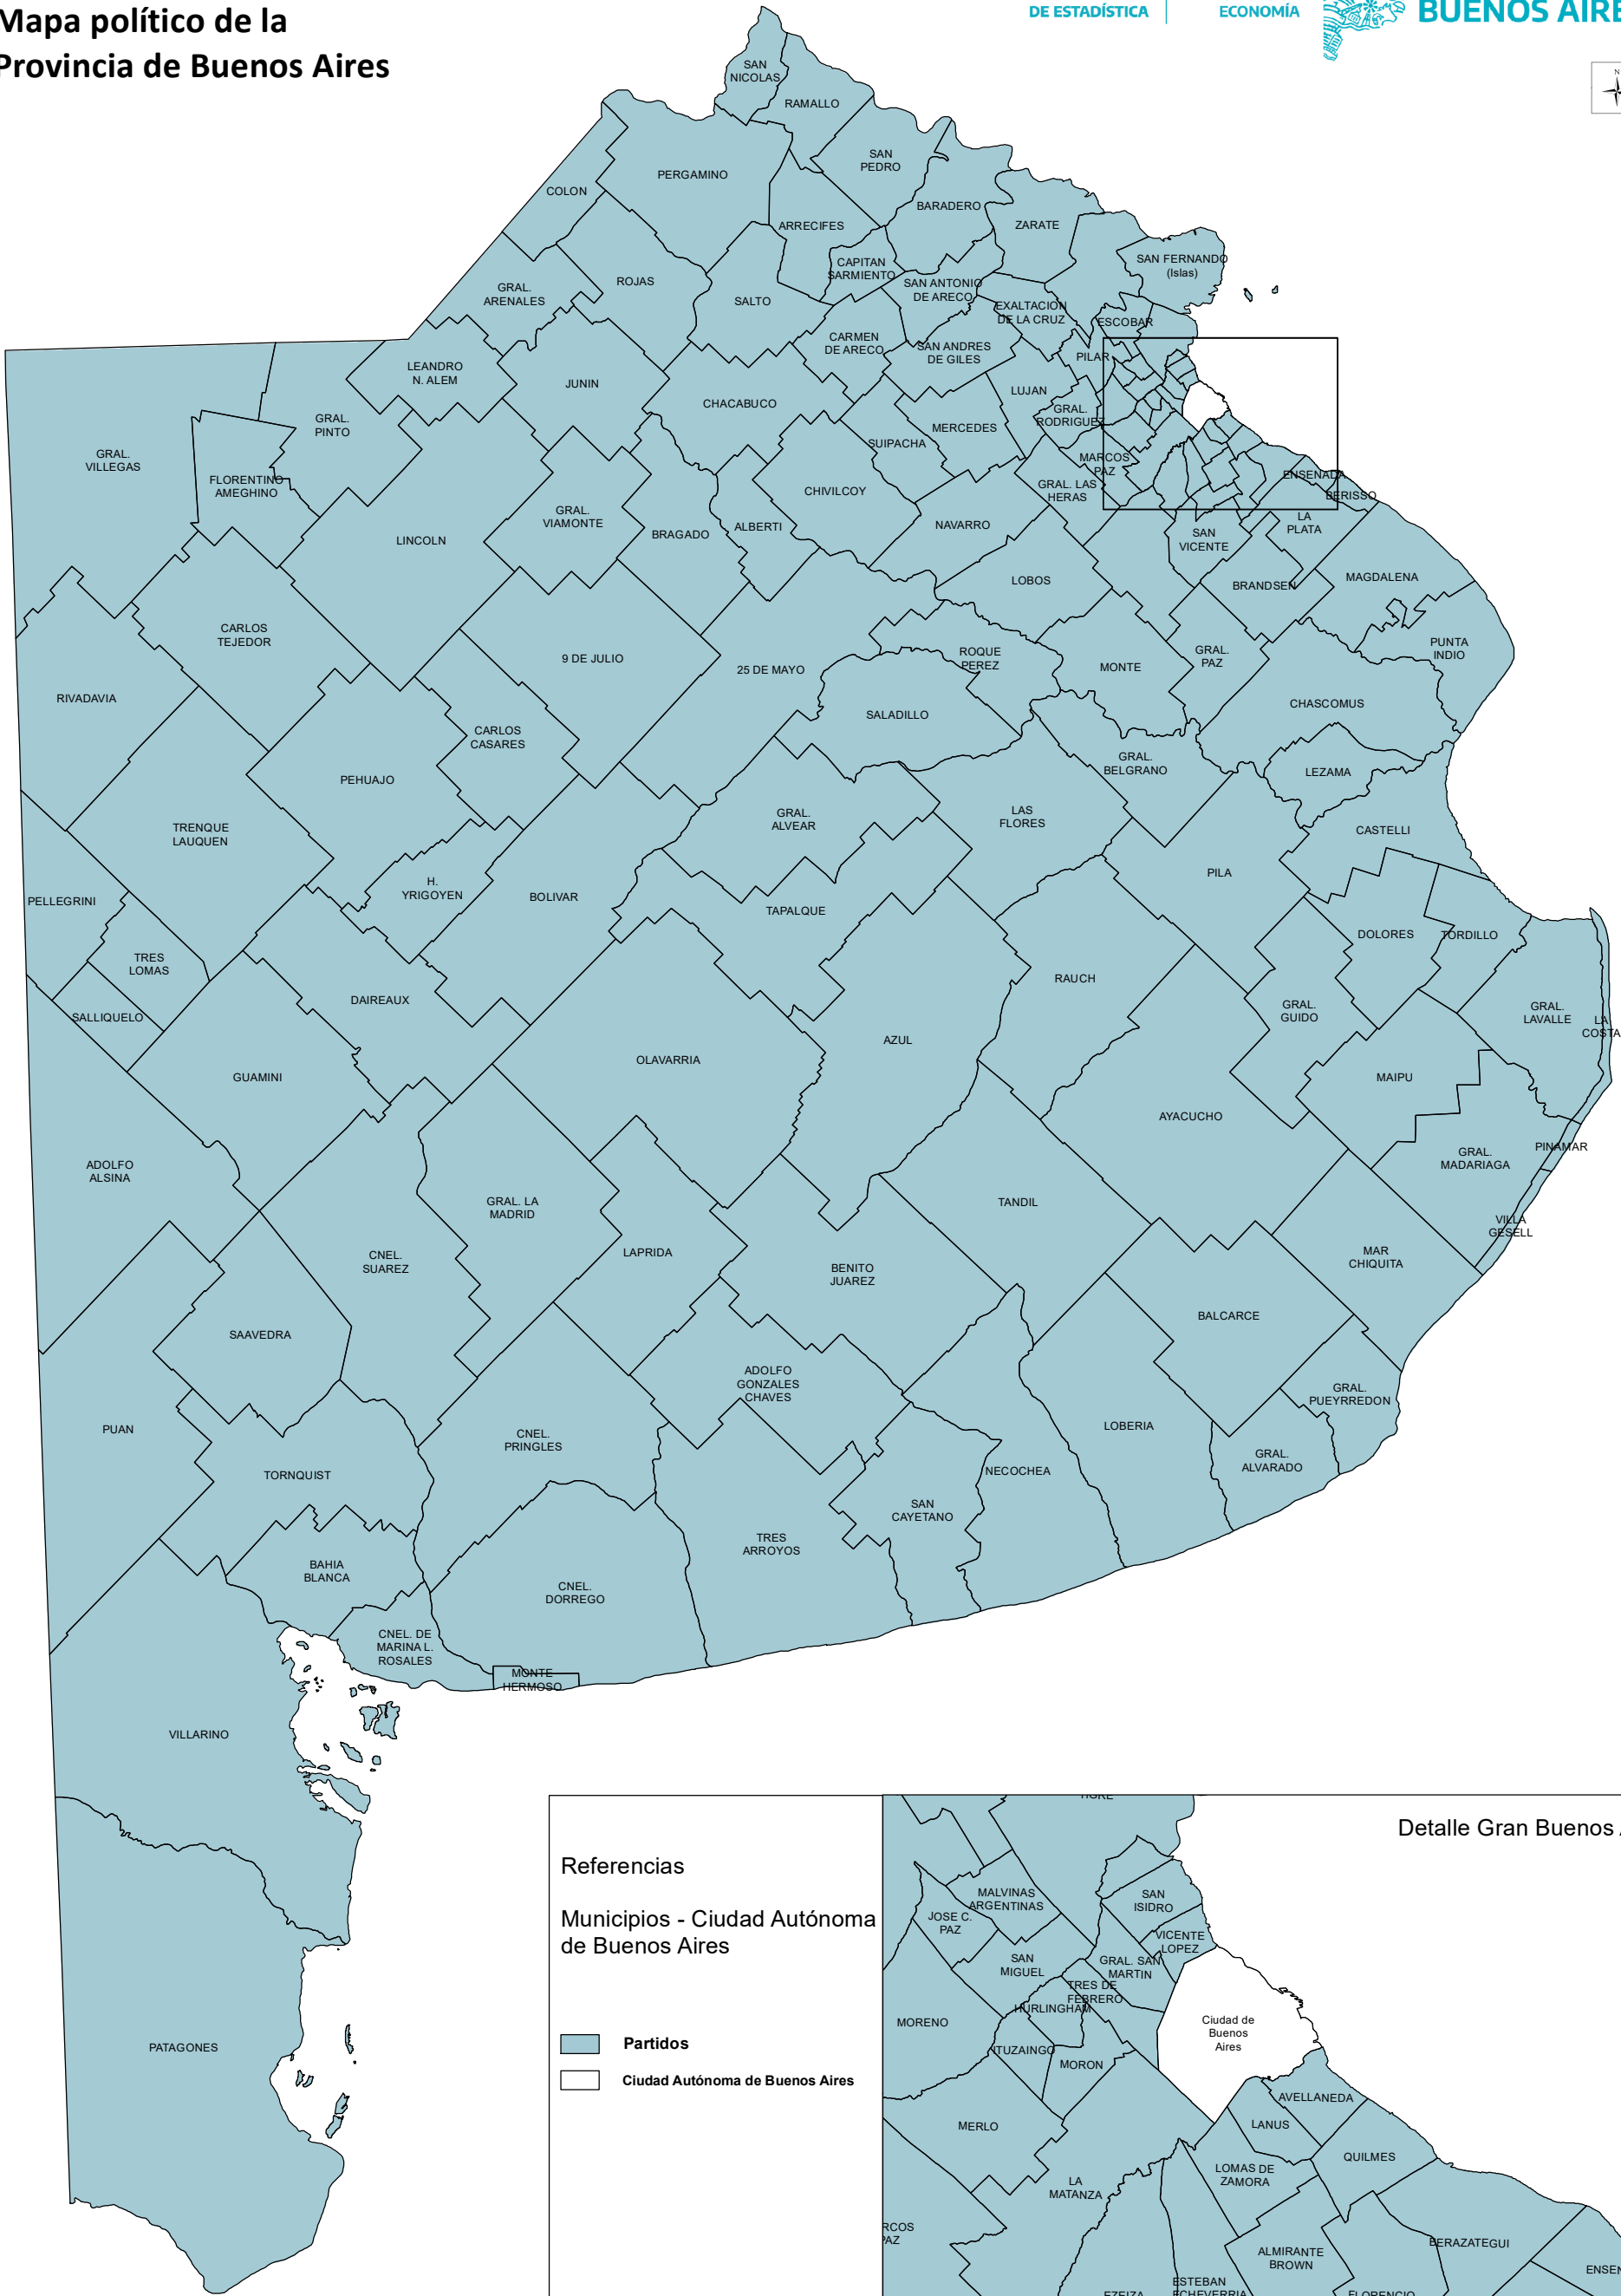 Mapa político de la
Provincia de Buenos Aires
DE ESTADÍSTICA
ECONOMÍA
BUENOS AIRE
N
SAN
NICOLAS
RAMALLO
SAN
PEDRO
PERGAMINO
COLON
BARADERO
ARRECIFES
ZARATE
CAPITAN
SARMIENTO
SAN FERNANDO
(Islas)
ROJAS
SAN ANTONIO
DE ARECO
GRAL.
ARENALES
SALTO
EXALTACION
DE LA CRUZ
ESCOBAR
CARMEN
DE ARECO
SAN ANDRES
DE GILES
PILAR
LEANDRO
N. ALEM
JUNIN
LUJAN
CHACABUCO
GRAL.
RODRIGUEZ
GRAL.
PINTO
MERCEDES
SUIPACHA
GRAL.
VILLEGAS
MARCOS
PAZ
ENSENADA
FLORENTINO
AMEGHINO
CHIVILCOY
GRAL. LAS
HERAS
BERISSO
GRAL.
VIAMONTE
LA
PLATA
NAVARRO
ALBERTI
BRAGADO
LINCOLN
SAN
VICENTE
LOBOS
MAGDALENA
BRANDSEN
CARLOS
TEJEDOR
PUNTA
INDIO
9 DE JULIO
ROQUE
PEREZ
GRAL.
PAZ
MONTE
25 DE MAYO
RIVADAVIA
CHASCOMUS
SALADILLO
CARLOS
CASARES
GRAL.
BELGRANO
LEZAMA
PEHUAJO
GRAL.
ALVEAR
LAS
FLORES
TRENQUE
LAUQUEN
CASTELLI
PILA
H.
YRIGOYEN
BOLIVAR
PELLEGRINI
TAPALQUE
DOLORES
TORDILLO
TRES
LOMAS
RAUCH
DAIREAUX
GRAL.
GUIDO
GRAL.
LAVALLE
LA
COSTA
SALLIQUELO
AZUL
OLAVARRIA
GUAMINI
MAIPU
AYACUCHO
PINAMAR
GRAL.
MADARIAGA
ADOLFO
ALSINA
GRAL. LA
MADRID
TANDIL
VILLA
GESELL
CNEL.
SUAREZ
LAPRIDA
MAR
CHIQUITA
BENITO
JUAREZ
BALCARCE
SAAVEDRA
ADOLFO
GONZALES
CHAVES
GRAL.
PUEYRREDON
PUAN
LOBERIA
CNEL.
PRINGLES
GRAL.
ALVARADO
TORNQUIST
NECOCHEA
SAN
CAYETANO
TRES
ARROYOS
BAHIA
BLANCA
CNEL.
DORREGO
CNEL. DE
MARINA L.
ROSALES
MONTE
HERMOSO
VILLARINO
PATAGONES
Referencias
Municipios - Ciudad Autónoma
de Buenos Aires
Partidos
Ciudad Autónoma de Buenos Aires
Detalle Gran Buenos
TIGRE
MALVINAS
ARGENTINAS
SAN
ISIDRO
JOSE C.
PAZ
VICENTE
LOPEZ
SAN
MIGUEL
GRAL. SAN
MARTIN
TRES DE
FEBRERO
HURLINGHAM
MORENO
Ciudad de
Buenos
Aires
ITUZAINGO
MORON
AVELLANEDA
MERLO
LANUS
QUILMES
LOMAS DE
ZAMORA
LA
MATANZA
RCOS
PAZ
BERAZATEGUI
ALMIRANTE
BROWN
ENSEN
ESTEBAN
ECHEVERRIA
EZEIZA
FLORENCIO